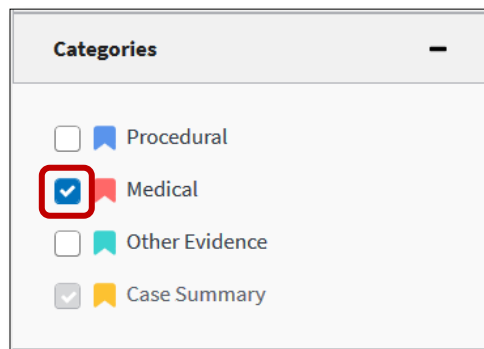 Categories
Procedural
Medical
Other Evidence
Case Summary